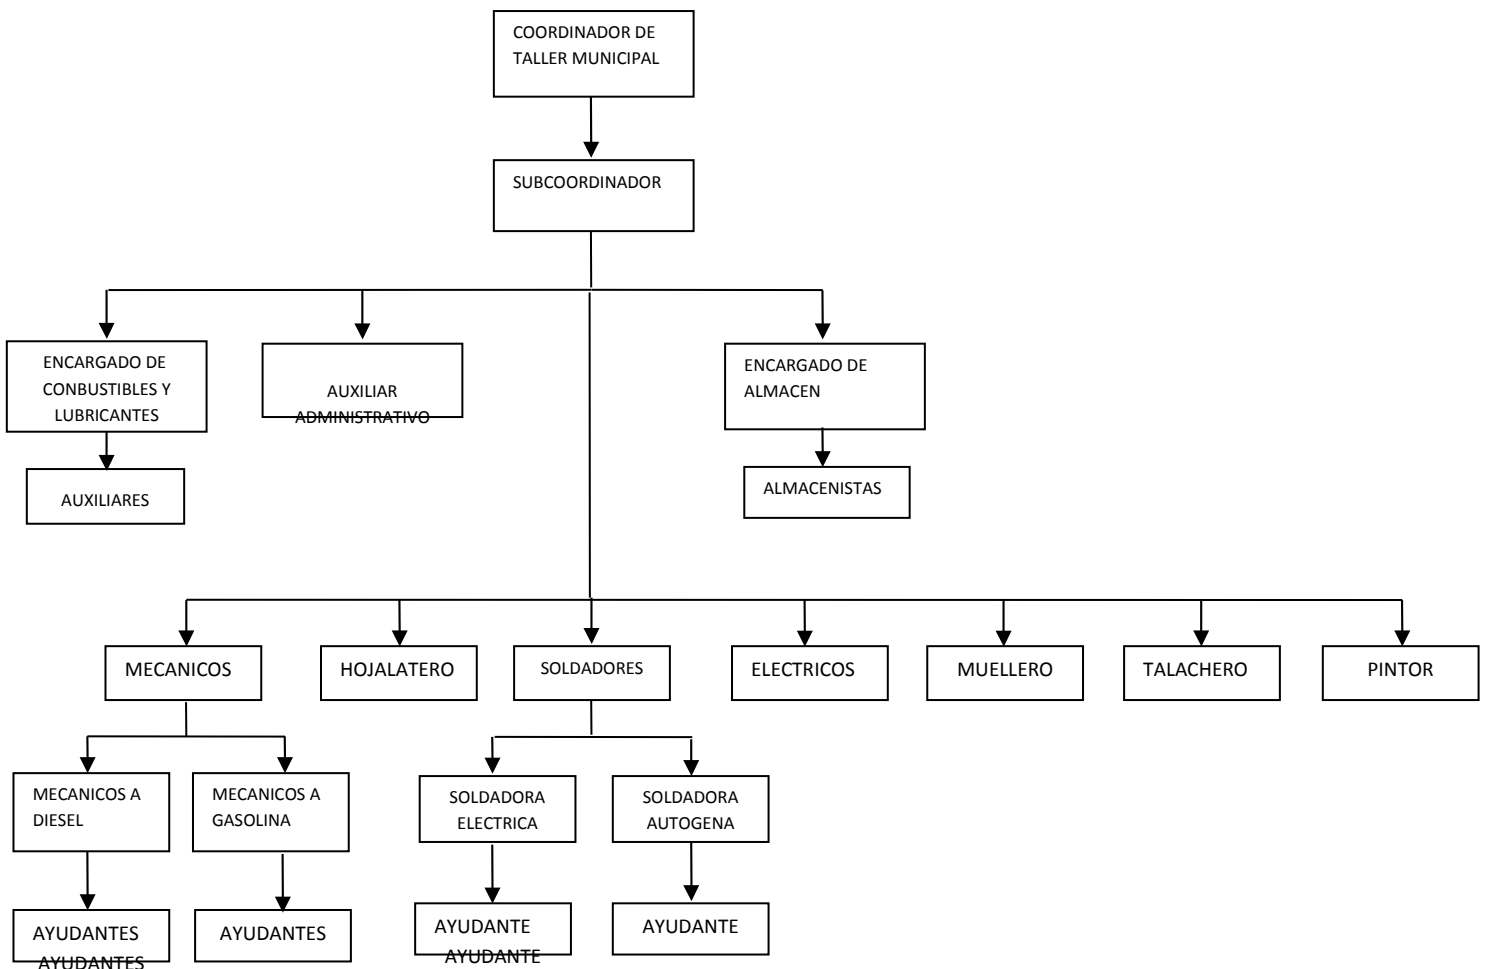 COORDINADOR DE
TALLER MUNICIPAL
SUBCOORDINADOR
ENCARGADO DE
CONBUSTIBLES Y
LUBRICANTES
AUXILIAR
ADMINISTRATIVO
ENCARGADO DE
ALMACEN
AUXILIARES
ALMACENISTAS
MECANICOS
HOJALATERO
SOLDADORES
ELECTRICOS
MUELLERO
TALACHERO
PINTOR
MECANICOS A
DIESEL
MECANICOS A
GASOLINA
SOLDADORA
ELECTRICA
SOLDADORA
AUTOGENA
AYUDANTES
AYUDANTES
AYUDANTES
AYUDANTE
AYUDANTE
AYUDANTE